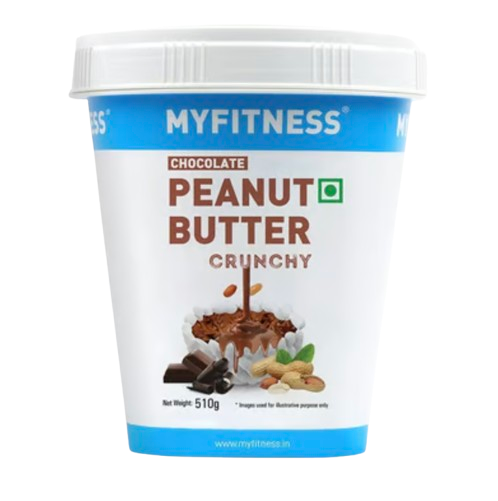 MYFITNESS®
CHOCOLATE
PEANUT
BUTTER
CRUNCHY
Net Weight: 510g
* Images used for illustrative purpose only
www.myfitness.in